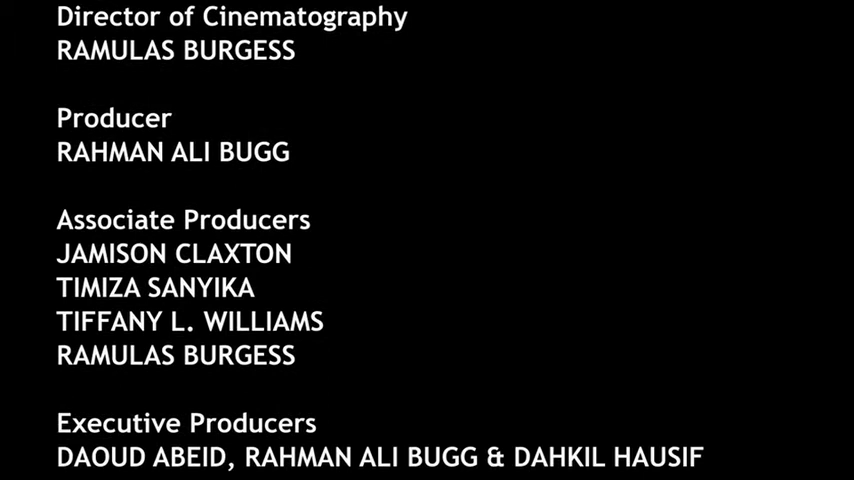 Director of Cinematography
RAMULAS BURGESS
Producer
RAHMAN ALI BUGG
Associate Producers
JAMISON CLAXTON
TIMIZA SANYIKA
TIFFANY L. WILLIAMS
RAMULAS BURGESS
Executive Producers
DAOUD ABEID, RAHMAN ALI BUGG & DAHKIL HAUSIF